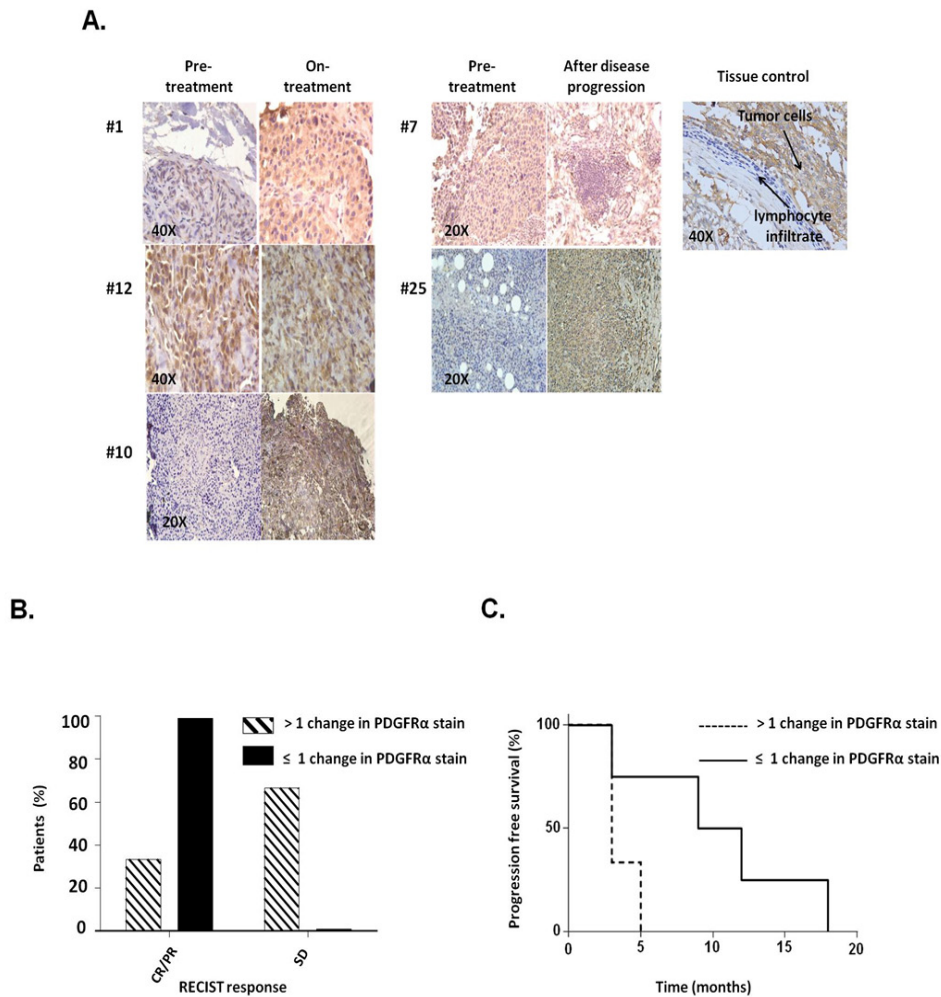 A.
Pre-
treatment
On-
treatment
#1
40X
#12
40X
#10
20X
Pre-
treatment
After disease
progression
#7
20X
#25
20X
Tissue control
Tumor cells
lymphocyte
infiltrate
40X
B.
Patients (%)
100
80
60
40
20
0
> 1 change in PDGFRα stain
≤ 1 change in PDGFRα stain
CR/PR
SD
RECIST response
C.
Progression free survival (%)
100
50
0
> 1 change in PDGFRα stain
≤ 1 change in PDGFRα stain
0
5
10
15
20
Time (months)